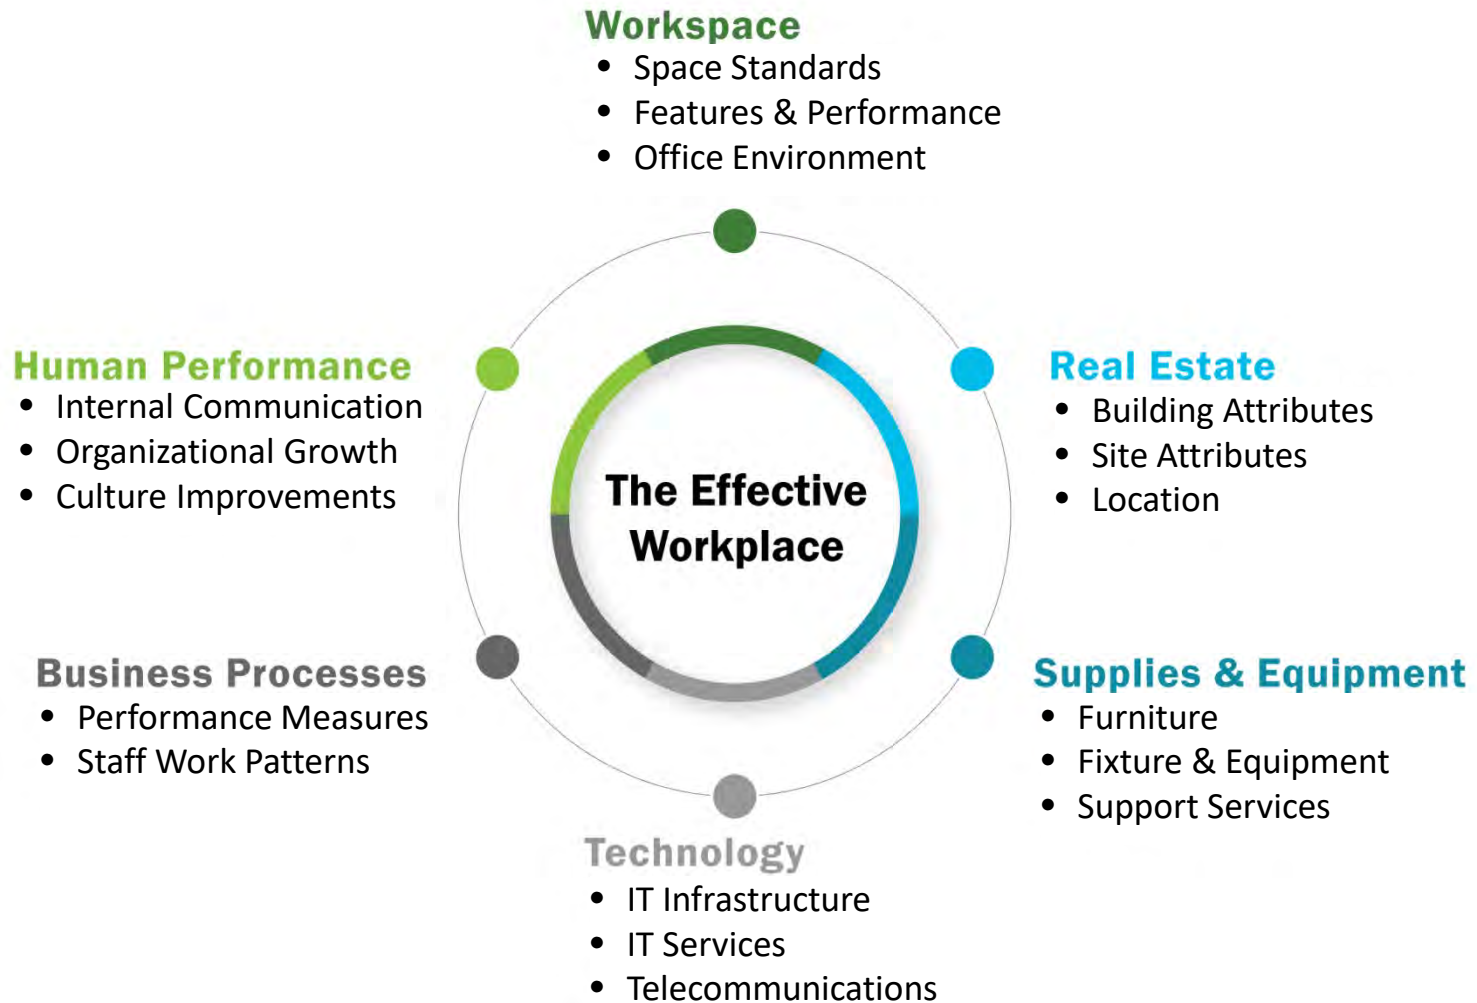 Workspace
• Space Standards
• Features & Performance
• Office Environment
Human Performance
• Internal Communication
• Organizational Growth
• Culture Improvements
Real Estate
• Building Attributes
• Site Attributes
• Location
The Effective
Workplace
Business Processes
• Performance Measures
• Staff Work Patterns
Supplies & Equipment
• Furniture
• Fixture & Equipment
• Support Services
Technology
• IT Infrastructure
• IT Services
• Telecommunications